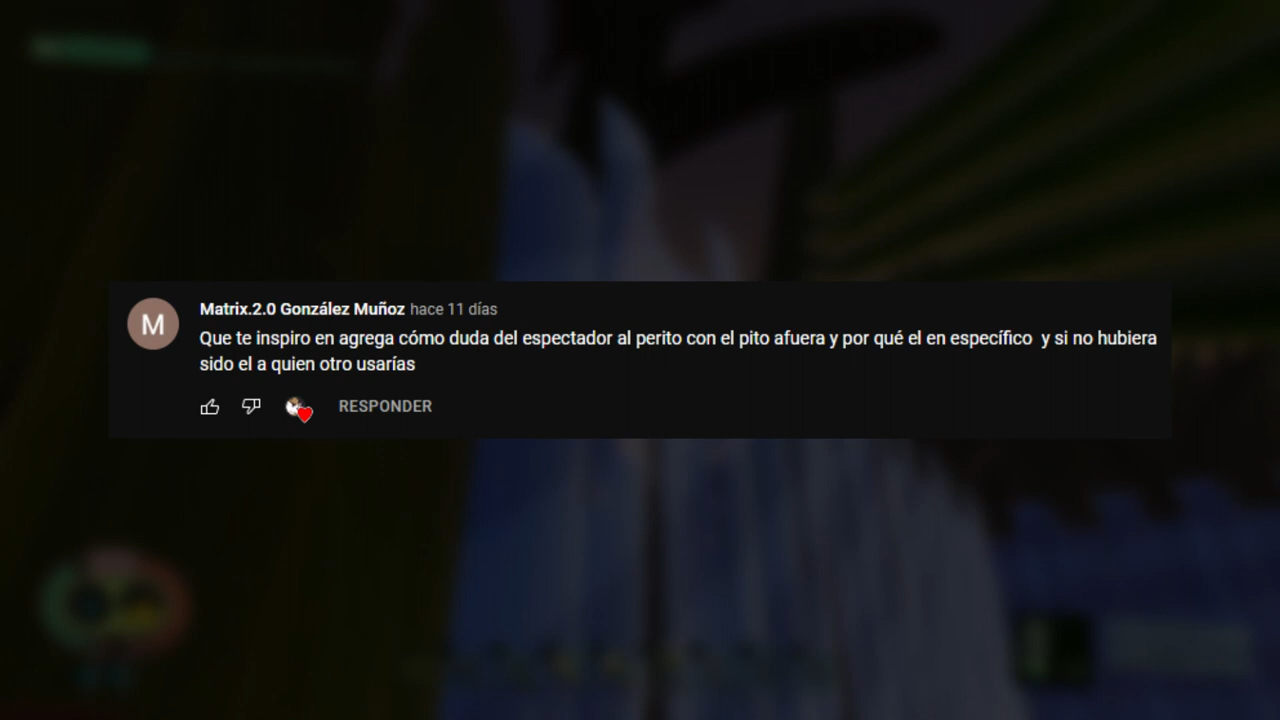 M
Matrix.2.0 González Muñoz hace 11 días
Que te inspiro en agrega cómo duda del espectador al perito con el pito afuera y por qué el en específico y si no hubiera
sido el a quien otro usarías
RESPONDER